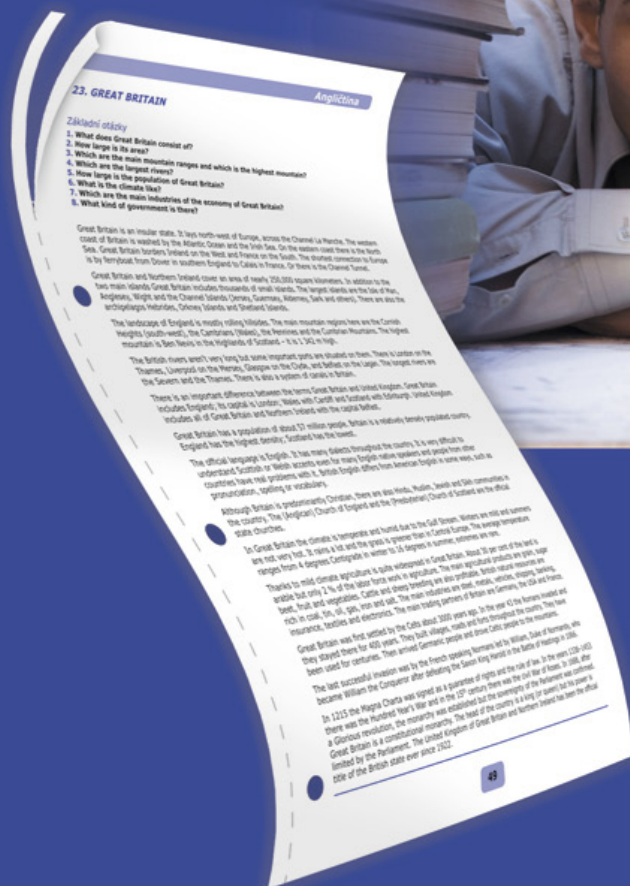 Angličtina
23. GREAT BRITAIN
Základní otázky
1. What does Great Britain consist of?
2. How large is its area?
3. Which are the main mountain ranges and which is the highest mountain?
4. Which are the largest rivers?
5. How large is the population of Great Britain?
6. What is the climate like?
7. Which are the main industries of the economy of Great Britain?
8. What kind of government is there?
Great Britain is an insular state. It lays north-west of Europe, across the Channel La Manche. The western
coast of Britain is washed by the Atlantic Ocean and the Irish Sea. On the eastern coast there is the North
Sea. Great Britain borders Ireland on the West and France on the South. The shortest connection to Europe
is by ferryboat from Dover in southern England to Calais in France. Or there is the Channel Tunnel.
Great Britain and Northern Ireland cover an area of nearly 250,000 square kilometers. In addition to the
two main islands Great Britain includes thousands of small islands. The largest islands are the Isle of Man,
Anglesey, Wight and the Channel Islands (Jersey, Guernsey, Alderney, Sark and others). There are also the
archipelagos Hebrides, Orkney Islands and Shetland Islands.
The landscape of England is mostly rolling hillsides. The main mountain regions here are the Cornish
Heights (south-west), the Cambrians (Wales), the Pennines and the Cumbrian Mountains. The highest
mountain is Ben Nevis in the Highlands of Scotland – it is 1 342 m high.
The British rivers aren't very long but some important ports are situated on them. There is London on the
Thames, Liverpool on the Mersey, Glasgow on the Clyde, and Belfast on the Lagan. The longest rivers are
the Severn and the Thames. There is also a system of canals in Britain.
There is an important difference between the terms Great Britain and United Kingdom. Great Britain
includes England; its capital is London; Wales with Cardiff and Scotland with Edinburgh. United Kingdom
includes all of Great Britain and Northern Ireland with the capital Belfast.
Great Britain has a population of about 57 million people. Britain is a relatively densely populated country.
England has the highest density; Scotland has the lowest.
The official language is English. It has many dialects throughout the country. It is very difficult to
understand Scottish or Welsh accents even for many English native speakers and people from other
countries have real problems with it. British English differs from American English in some ways, such as
pronunciation, spelling or vocabulary.
Although Britain is predominantly Christian, there are also Hindu, Muslim, Jewish and Sikh communities in
the country. The (Anglican) Church of England and the (Presbyterian) Church of Scotland are the official
state churches.
In Great Britain the climate is temperate and humid due to the Gulf Stream. Winters are mild and summers
are not very hot. It rains a lot and the grass is greener than in Central Europe. The average temperature
ranges from 4 degrees Centigrade in winter to 16 degrees in summer, extremes are rare.
Thanks to mild climate agriculture is quite widespread in Great Britain. About 30 per cent of the land is
arable but only 2 % of the labor force work in agriculture. The main agricultural products are grain, sugar
beet, fruit and vegetables. Cattle and sheep breeding are also profitable. British natural resources are
rich in coal, tin, oil, gas, iron and salt. The main industries are steel, metals, vehicles, shipping, banking,
insurance, textiles and electronics. The main trading partners of Britain are Germany, the USA and France.
Great Britain was first settled by the Celts about 3000 years ago. In the year 43 the Romans invaded and
they stayed there for 400 years. They built villages, roads and forts throughout the country. They have
been used for centuries. Then arrived Germanic people and drove Celtic people to the mountains.
The last successful invasion was by the French speaking Normans led by William, Duke of Normandy, who
became William the Conqueror after defeating the Saxon King Harold in the Battle of Hastings in 1066.
In 1215 the Magna Charta was signed as a guarantee of rights and the rule of law. In the years
there was the Hundred Year's War and in the 15th century there was the civil War of Roses. In 1688, after
a Glorious revolution, the monarchy was established but the sovereignty of the Parliament was confirmed.
Great Britain is a constitutional monarchy. The head of the country is a king (or queen) but his power is
limited by the Parliament. The United Kingdom of Great Britain and Northern Ireland has been the official
title of the British state ever since 1922.
49